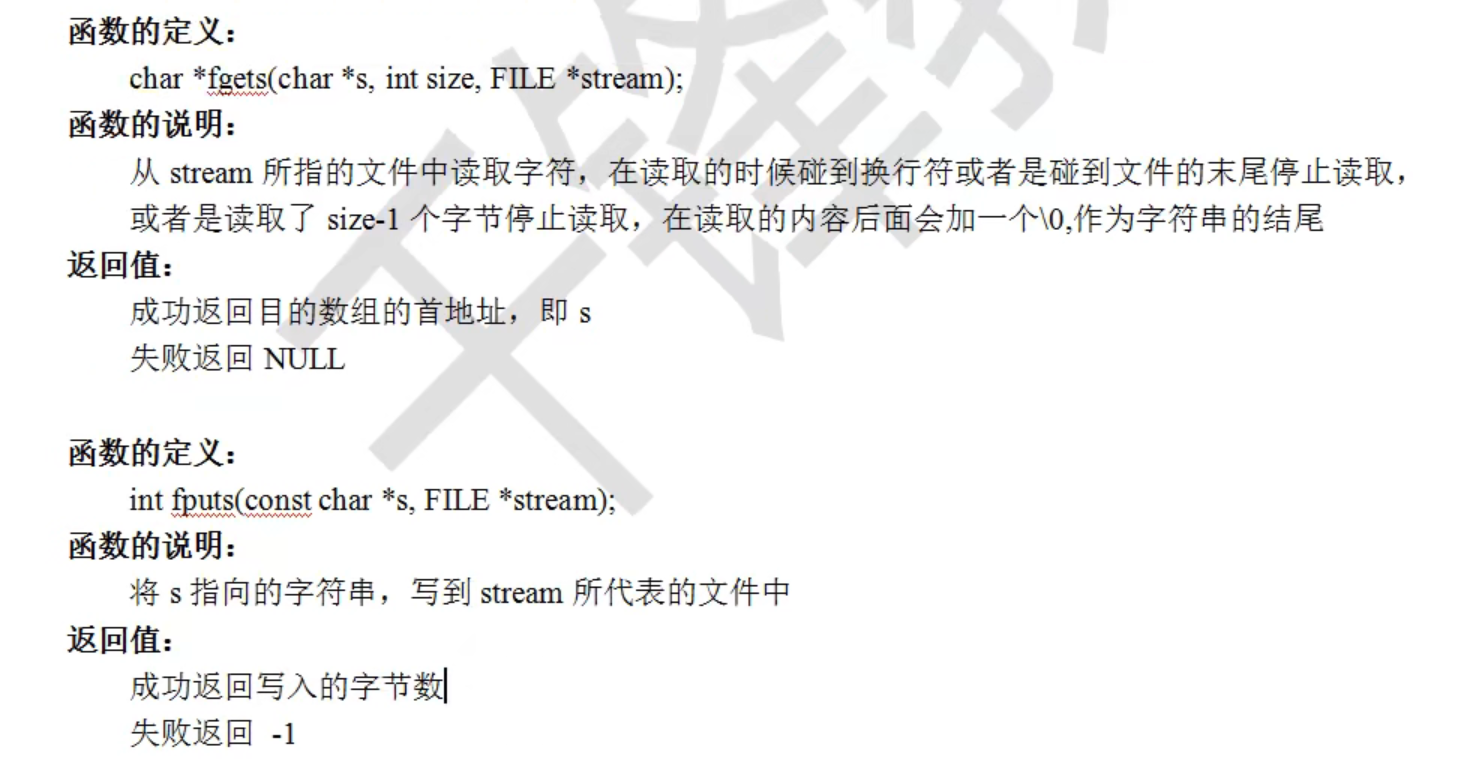 函数的定义：
char *fgets(char *s, int size, FILE *stream);
函数的说明：
从 stream 所指的文件中读取字符，在读取的时候碰到换行符或者是碰到文件的末尾停止读取，
或者是读取了 size-1 个字节停止读取，在读取的内容后面会加一个\0,作为字符串的结尾
返回值：
成功返回目的数组的首地址，即 s
失败返回 NULL
函数的定义：
int fputs(const char *s, FILE *stream);
函数的说明：
将 s 指向的字符串，写到 stream 所代表的文件中
返回值：
成功返回写入的字节数
失败返回 -1